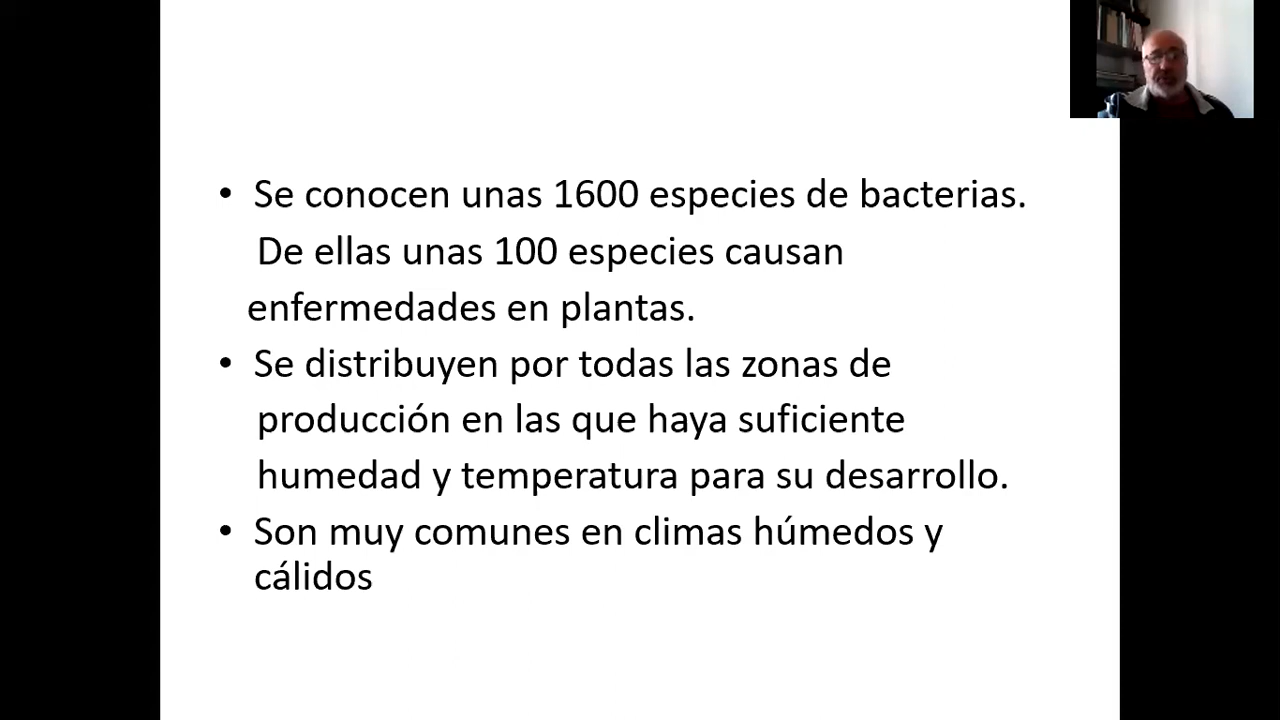 • Se conocen unas 1600 especies de bacterias.
De ellas unas 100 especies causan
enfermedades en plantas.
• Se distribuyen por todas las zonas de
producción en las que haya suficiente
humedad y temperatura para su desarrollo.
• Son muy comunes en climas húmedos y
cálidos